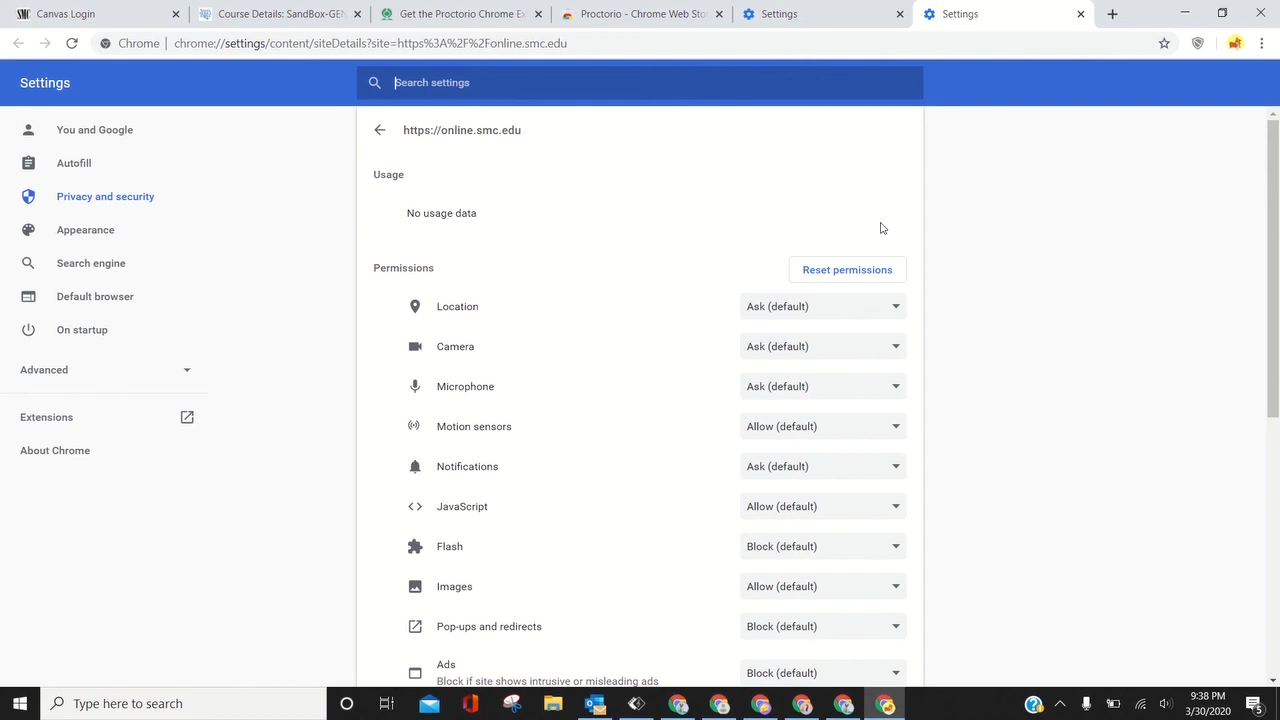 Canvas Login
Course Details: SandBox-GEN
Get the Proctorio Chrome Ex
Proctorio - Chrome Web Sto
Settings
Settings
Chrome
chrome://settings/content/siteDetails?site=https%3A%2F%2Fonline.smc.edu
Settings
Search settings
You and Google
Autofill
Privacy and security
Appearance
Search engine
Default browser
On startup
Advanced
Extensions
About Chrome
https://online.smc.edu
Usage
No usage data
Permissions
Reset permissions
Location Ask (default)
Camera Ask (default)
Microphone Ask (default)
Motion sensors Allow (default)
Notifications Ask (default)
JavaScript Allow (default)
Flash Block (default)
Images Allow (default)
Pop-ups and redirects Block (default)
Ads
Block if site shows intrusive or misleading ads
Block (default)
Type here to search
9:38 PM
3/30/2020
5